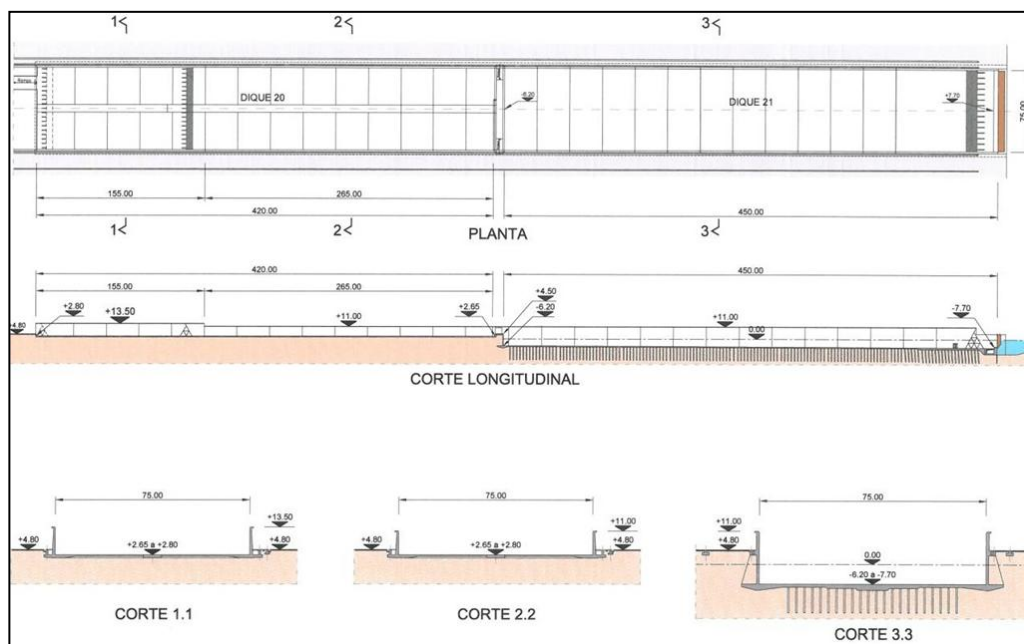 1 2 3
Rampa
DIQUE 20
-6.20
DIQUE 21
+7.70
75.00
155.00 265.00
420.00 450.00
1 2 3
PLANTA
420.00 450.00
155.00 265.00
+4.80 +2.80 +13.50 +11.00 +2.65 +4.50 -6.20 +11.00 0.00 -7.70
CORTE LONGITUDINAL
75.00 75.00 75.00
+4.80 +13.50 +4.80 +2.65 a +2.80
+4.80 +11.00 +4.80 +2.65 a +2.80
+11.00 +4.80 0.00 -6.20 a -7.70
CORTE 1.1
CORTE 2.2
CORTE 3.3